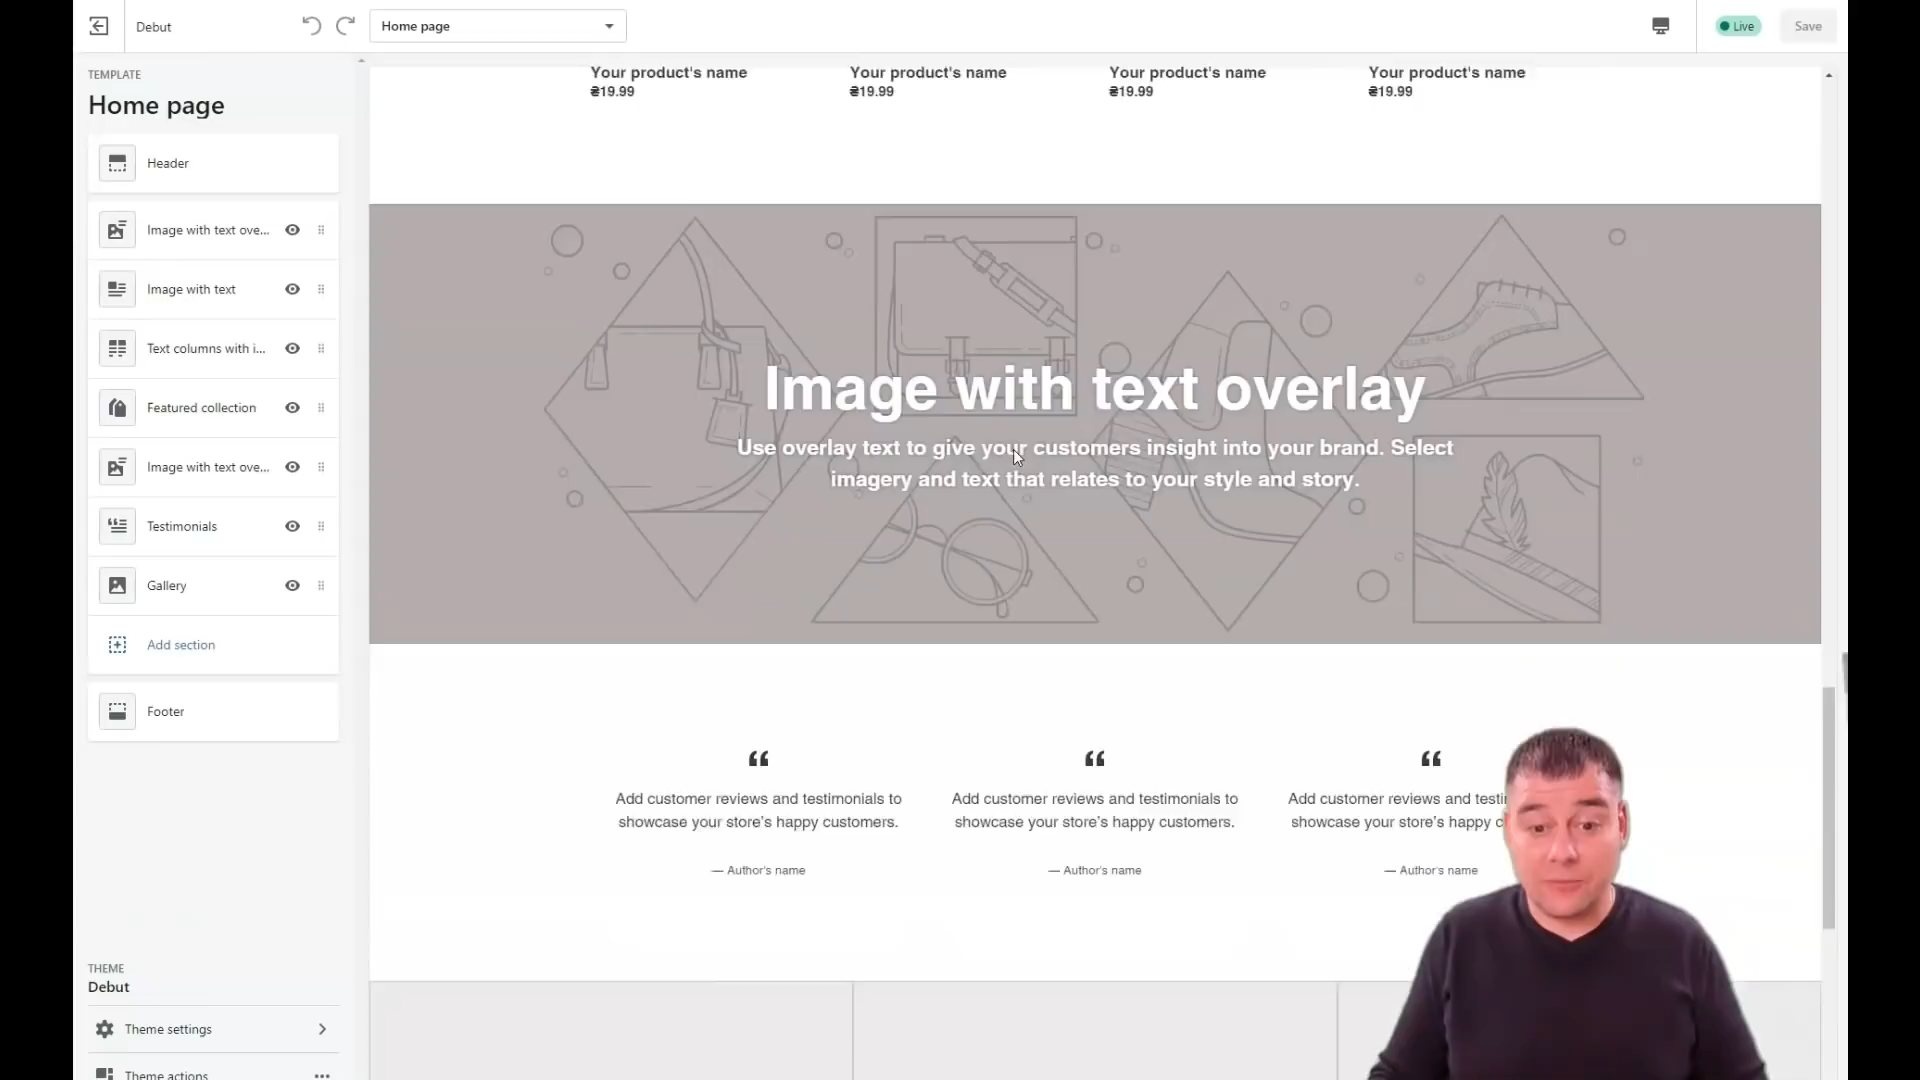 Debut
Home page
Live
Save
TEMPLATE
Home page
Header
Image with text ove...
Image with text
Text columns with i...
Featured collection
Image with text ove...
Testimonials
Gallery
Add section
Footer
THEME
Debut
Theme settings
Theme actions
Your product's name
₴19.99
Your product's name
₴19.99
Your product's name
₴19.99
Your product's name
₴19.99
Image with text overlay
Use overlay text to give your customers insight into your brand. Select
imagery and text that relates to your style and story.
“
Add customer reviews and testimonials to
showcase your store’s happy customers.
— Author's name
“
Add customer reviews and testimonials to
showcase your store’s happy customers.
— Author's name
“
Add customer reviews and testi
showcase your store’s happy c
— Author's name